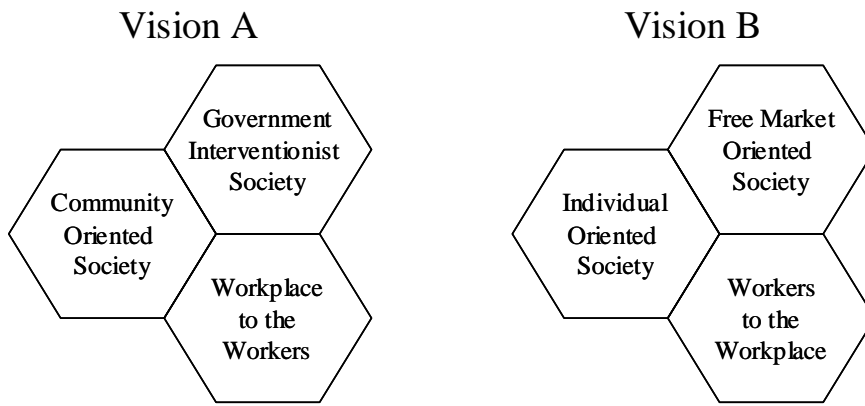 Vision A
Government
Interventionist
Society
Community
Oriented
Society
Workplace
to the
Workers
Vision B
Free Market
Oriented
Society
Individual
Oriented
Society
Workers
to the
Workplace